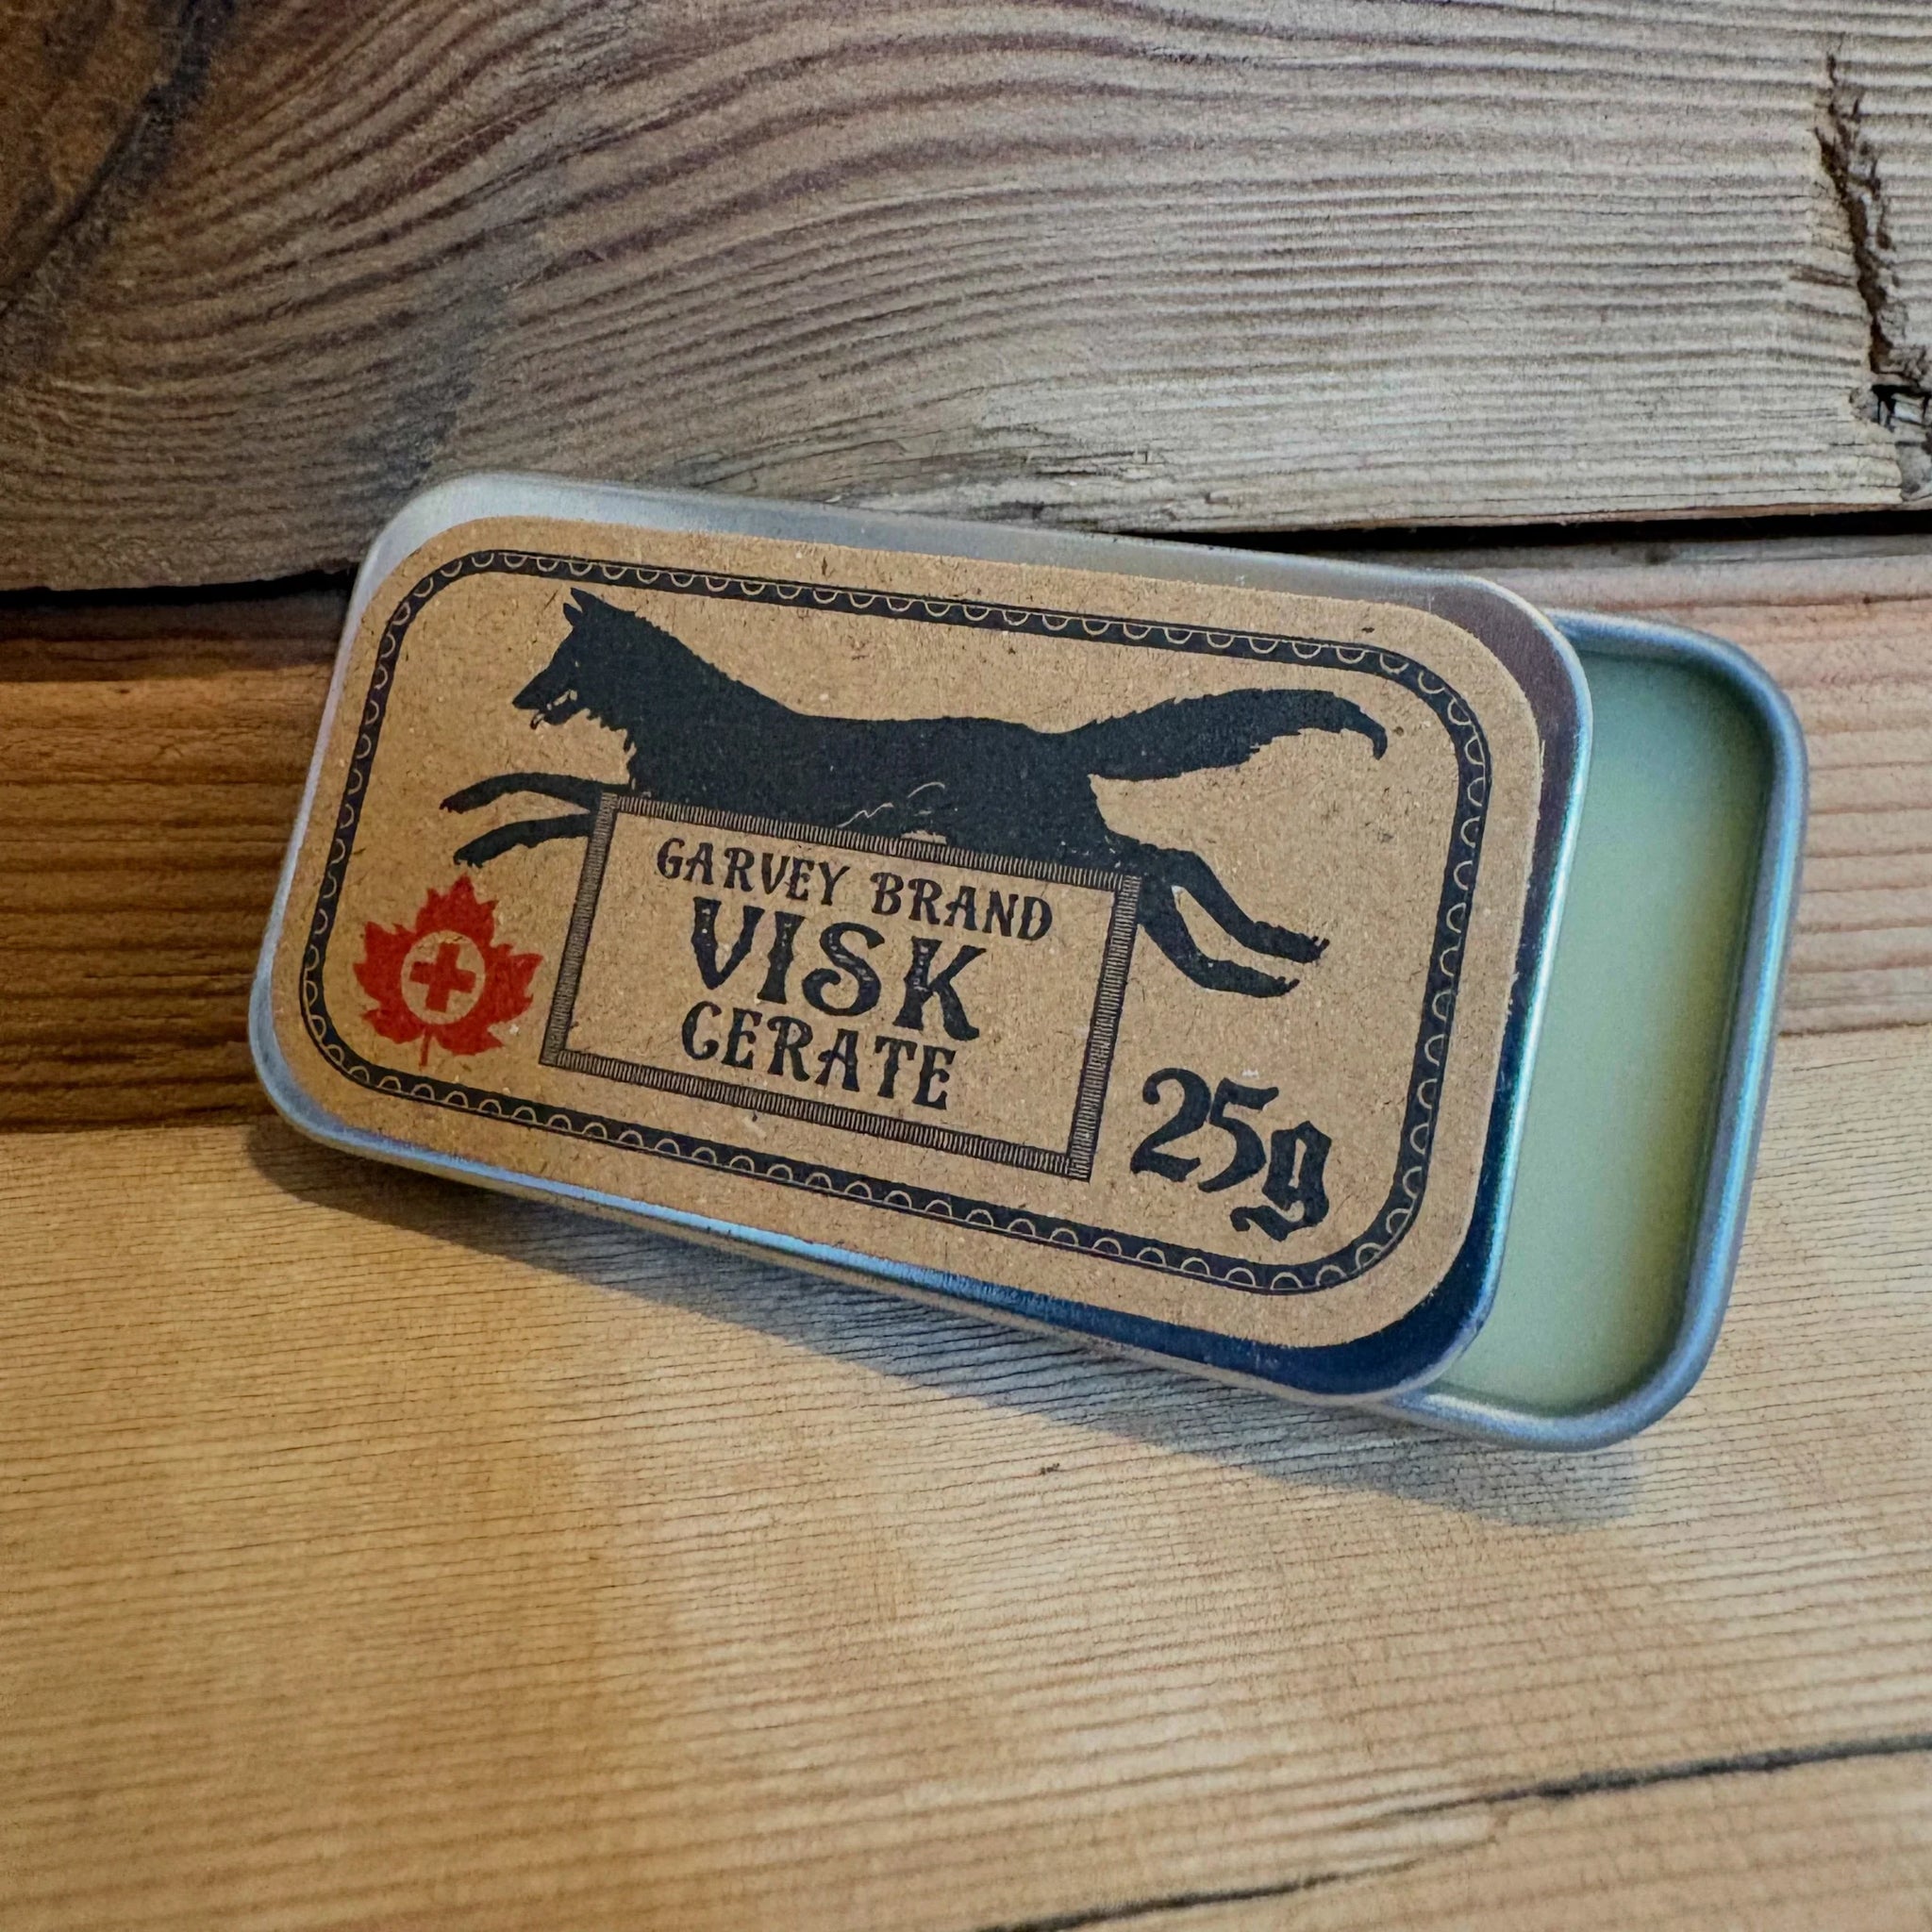 GARVEY BRAND
VISK
CERATE
25g